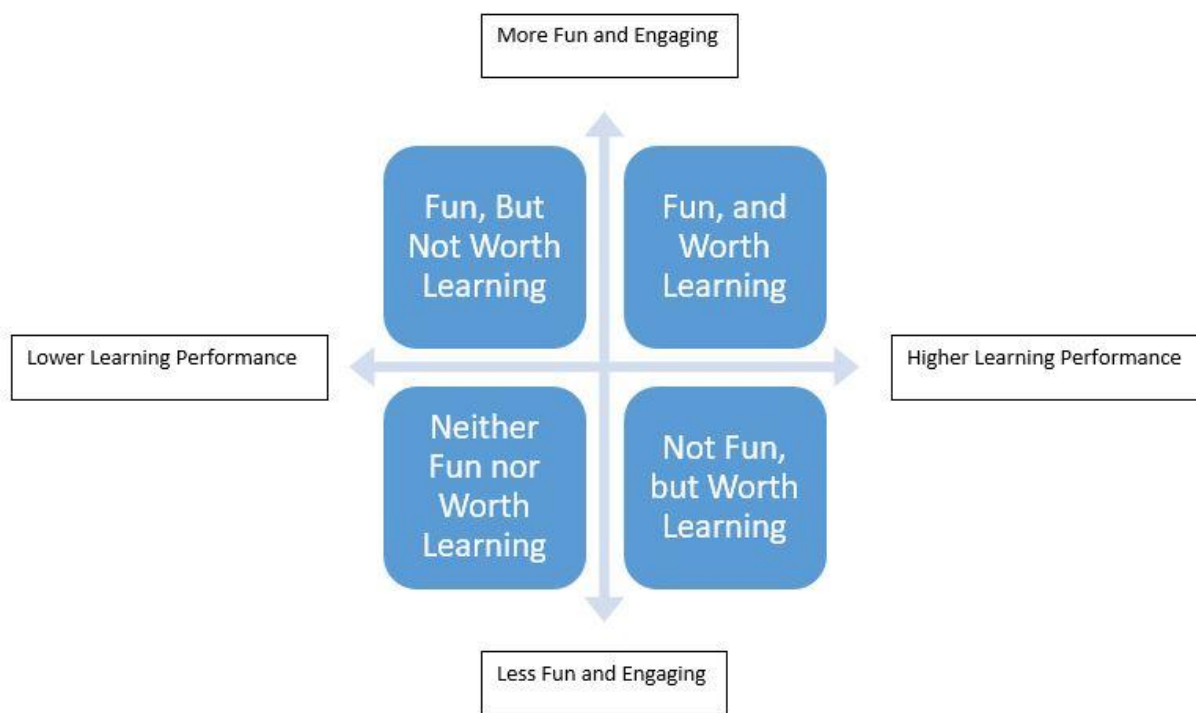 More Fun and Engaging
Fun, But
Not Worth
Learning
Fun, and
Worth
Learning
Lower Learning Performance
Higher Learning Performance
Neither
Fun nor
Worth
Learning
Not Fun,
but Worth
Learning
Less Fun and Engaging